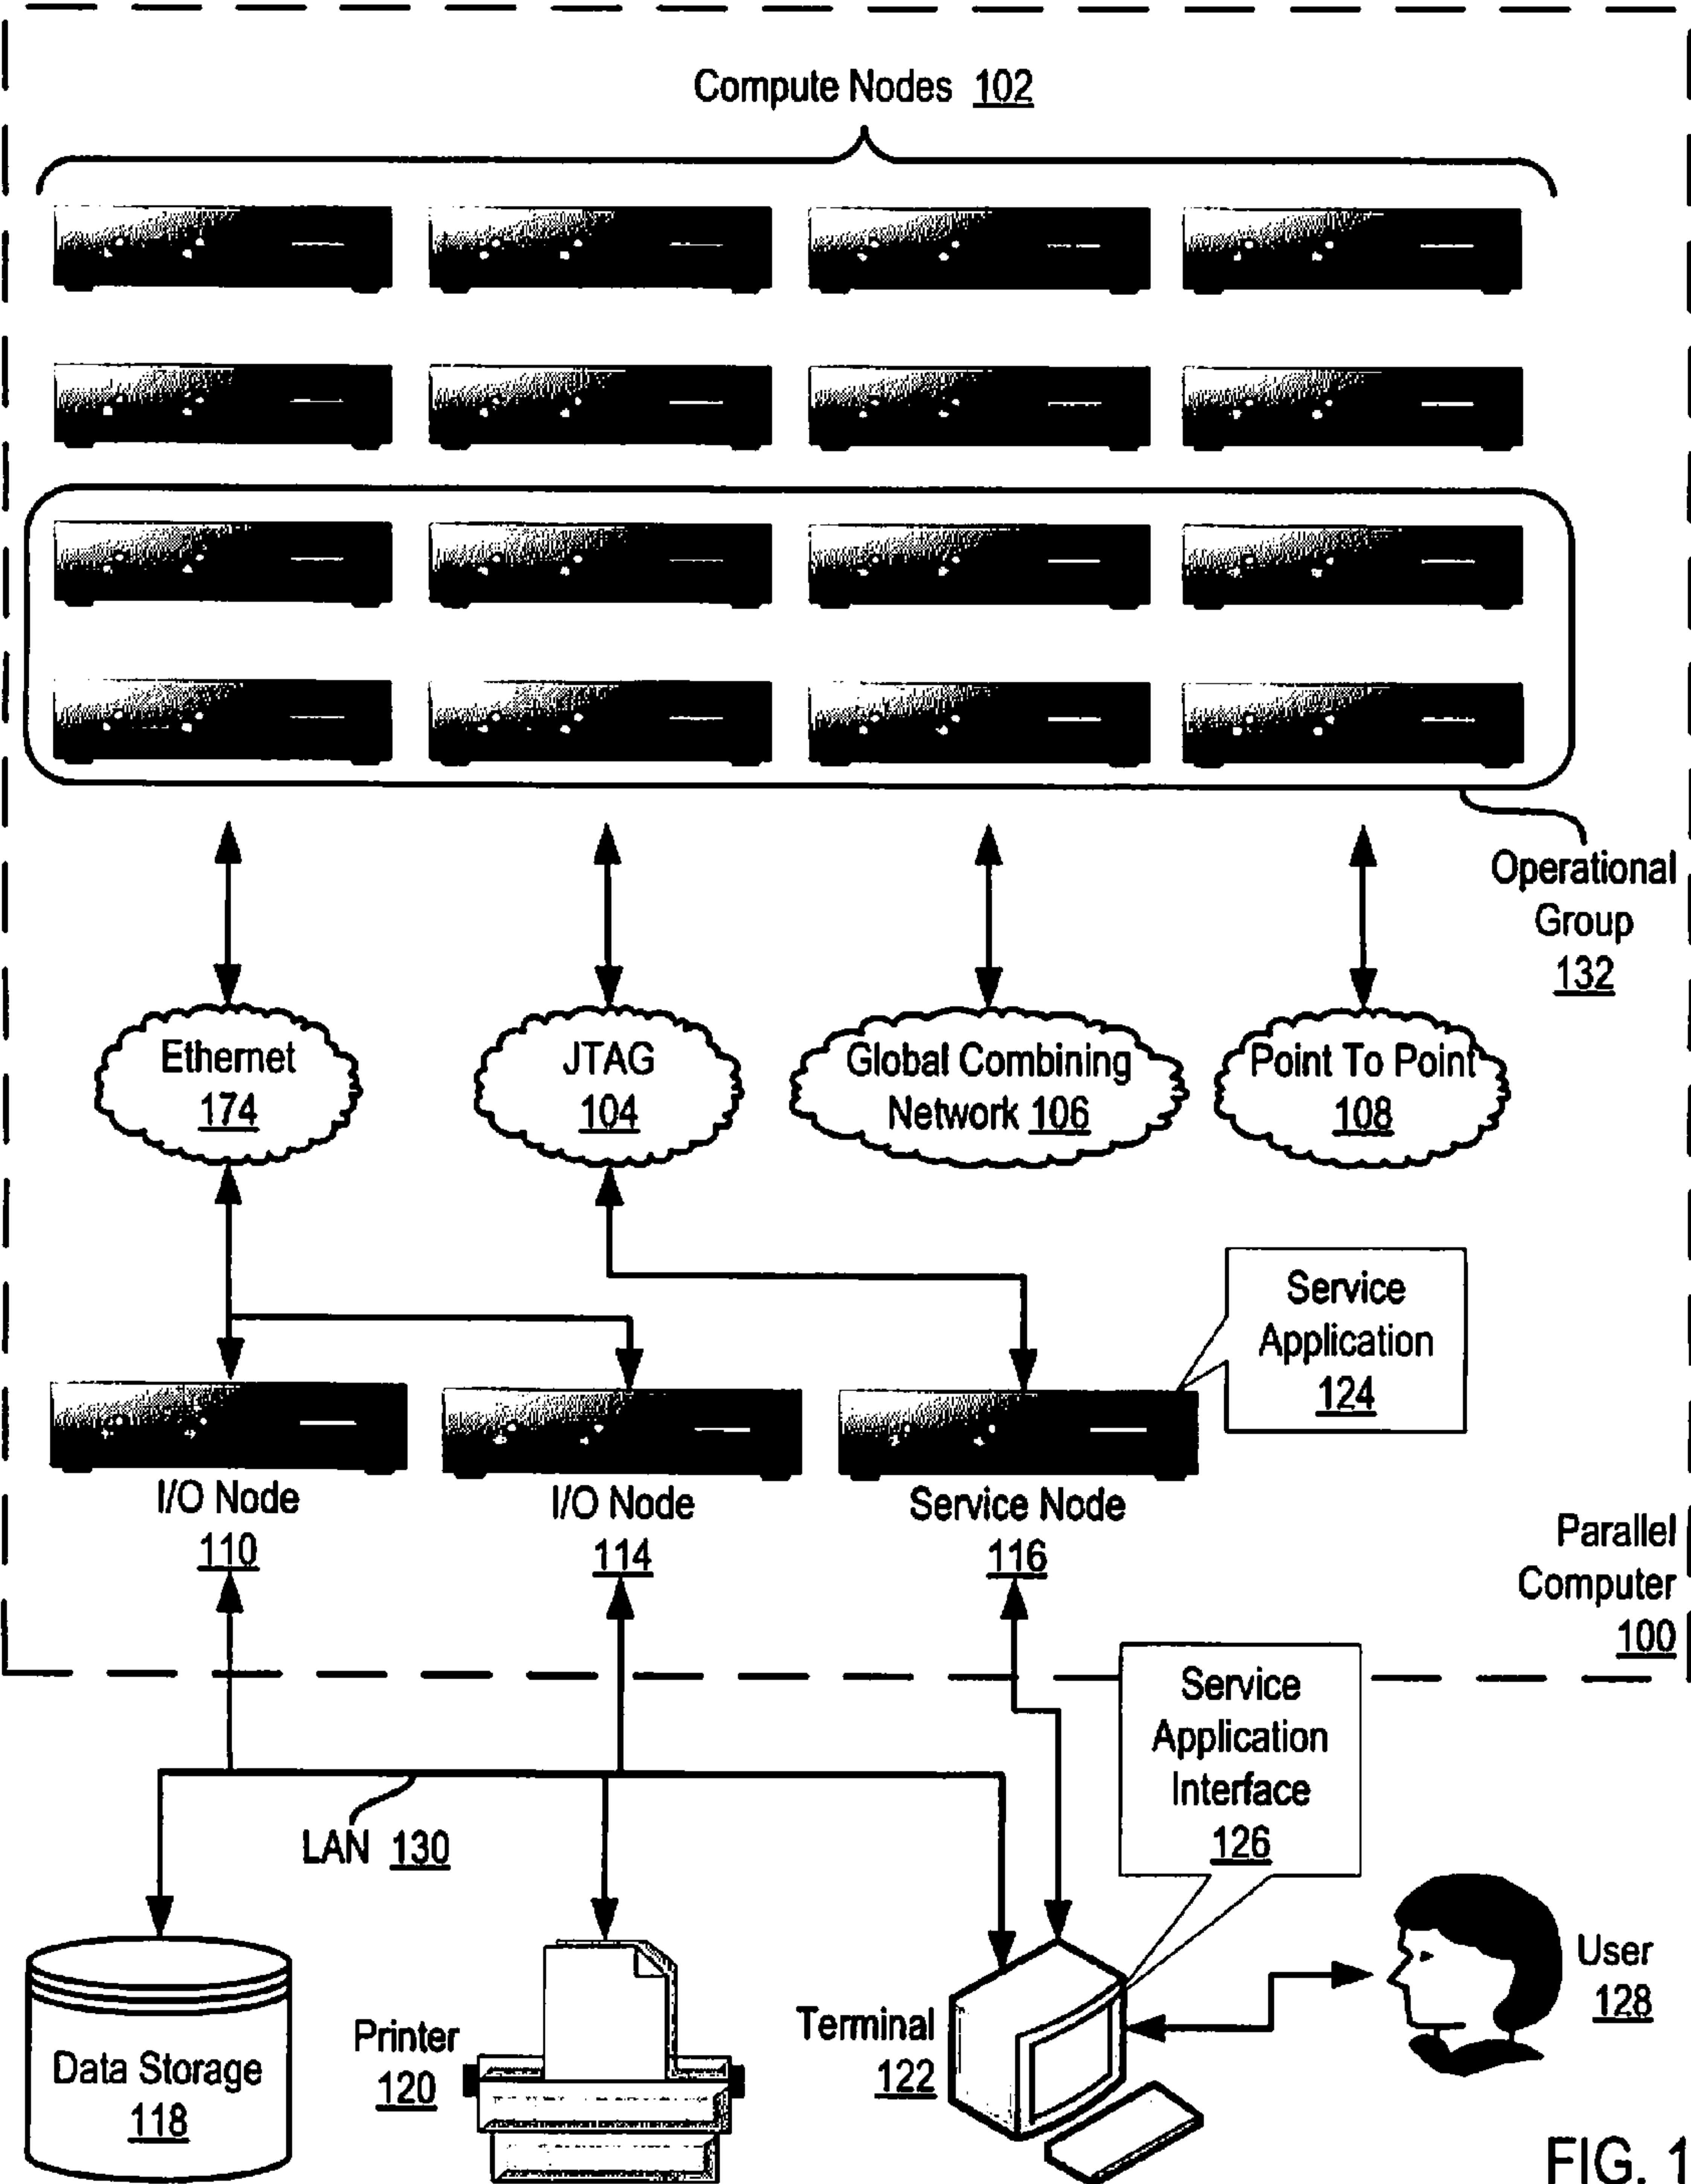 Compute Nodes 102
Operational
Group
132
Ethernet
174
JTAG
104
Global Combining
Network 106
Point To Point
108
Service
Application
124
I/O Node
110
I/O Node
114
Service Node
116
Parallel
Computer
100
Service
Application
Interface
126
LAN 130
Data Storage
118
Printer
120
Terminal
122
User
128
FIG. 1